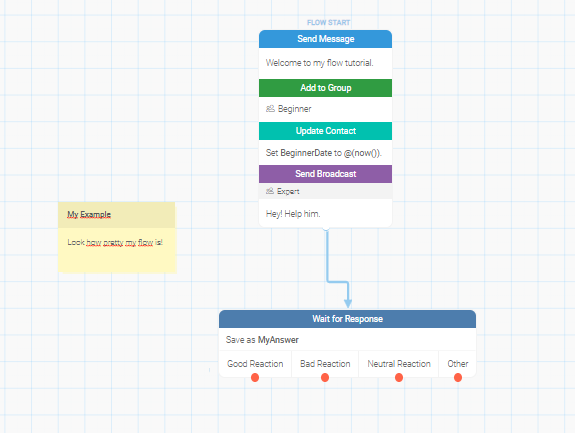 FLOW START
Send Message
Welcome to my flow tutorial.
Add to Group
Beginner
Update Contact
Set BeginnerDate to @(now()).
Send Broadcast
Expert
Hey! Help him.
My Example
Look how pretty my flow is!
Wait for Response
Save as MyAnswer
Good Reaction Bad Reaction Neutral Reaction Other